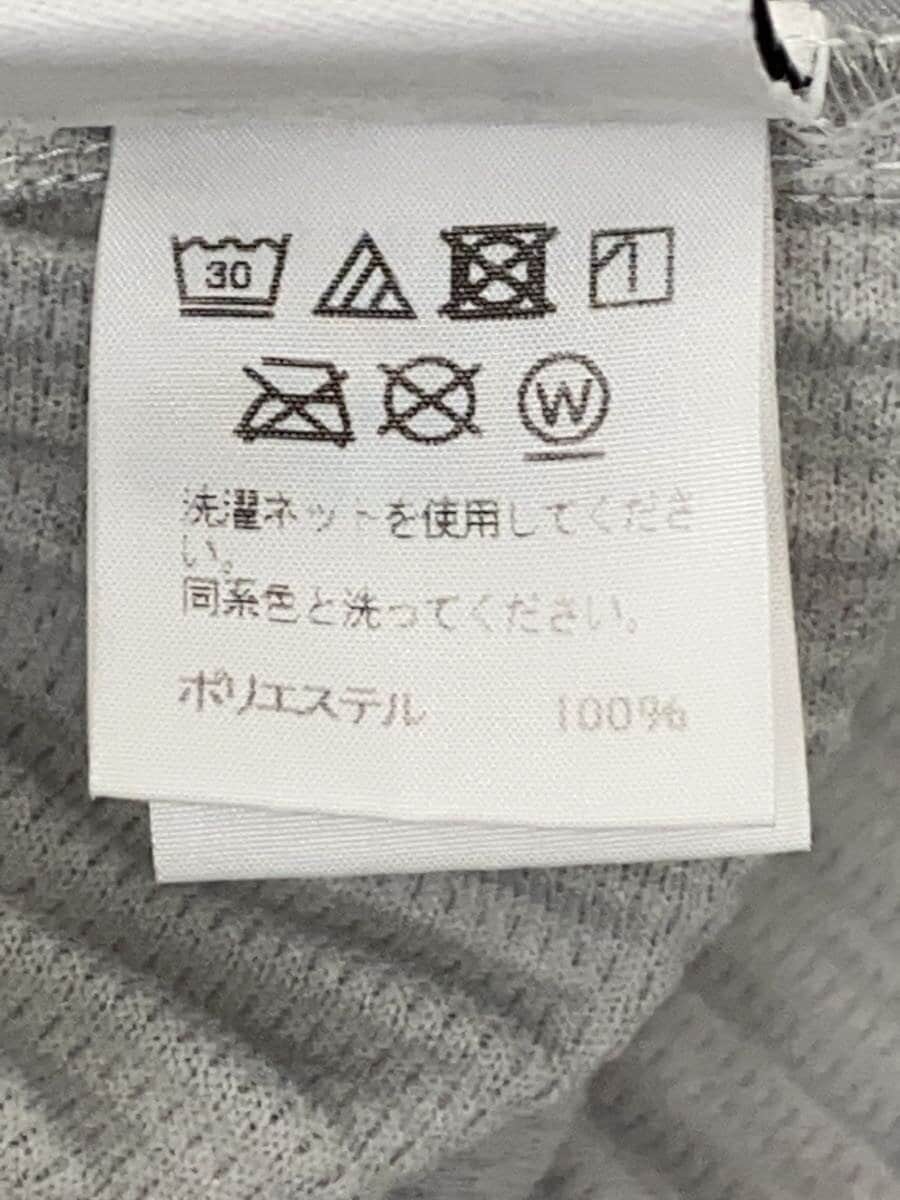 30
W
洗濯ネットを使用してくださ
い。
同系色と洗ってください。
ポリエステル 100%